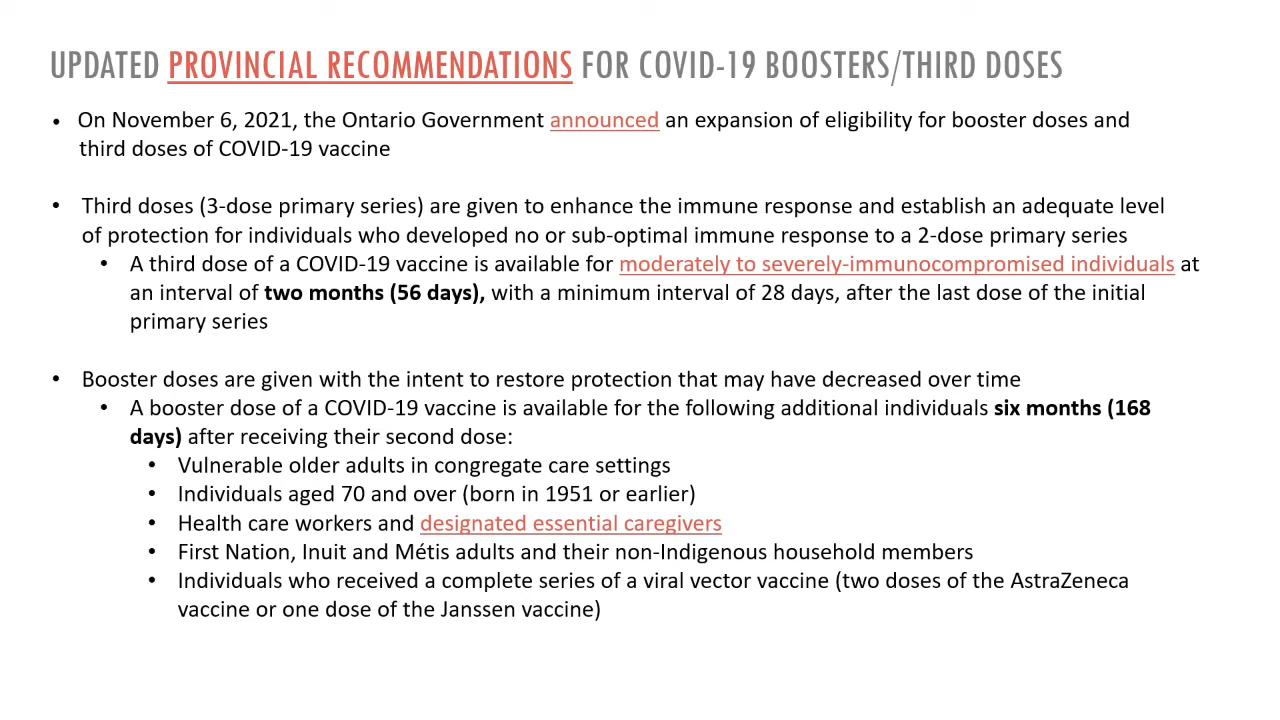 UPDATED PROVINCIAL RECOMMENDATIONS FOR COVID-19 BOOSTERS/THIRD DOSES
• On November 6, 2021, the Ontario Government announced an expansion of eligibility for booster doses and
third doses of COVID-19 vaccine
• Third doses (3-dose primary series) are given to enhance the immune response and establish an adequate level
of protection for individuals who developed no or sub-optimal immune response to a 2-dose primary series
• A third dose of a COVID-19 vaccine is available for moderately to severely-immunocompromised individuals at
an interval of two months (56 days), with a minimum interval of 28 days, after the last dose of the initial
primary series
• Booster doses are given with the intent to restore protection that may have decreased over time
• A booster dose of a COVID-19 vaccine is available for the following additional individuals six months (168
days) after receiving their second dose:
• Vulnerable older adults in congregate care settings
• Individuals aged 70 and over (born in 1951 or earlier)
• Health care workers and designated essential caregivers
• First Nation, Inuit and Métis adults and their non-Indigenous household members
• Individuals who received a complete series of a viral vector vaccine (two doses of the AstraZeneca
vaccine or one dose of the Janssen vaccine)